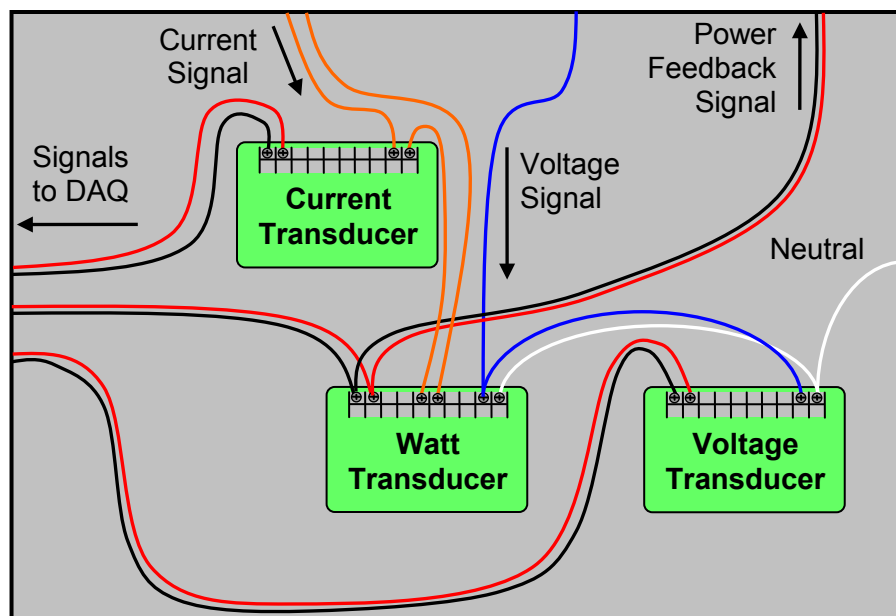 Current
Signal
Power
Feedback
Signal
Signals
to DAQ
Voltage
Signal
Current
Transducer
Neutral
Watt
Transducer
Voltage
Transducer